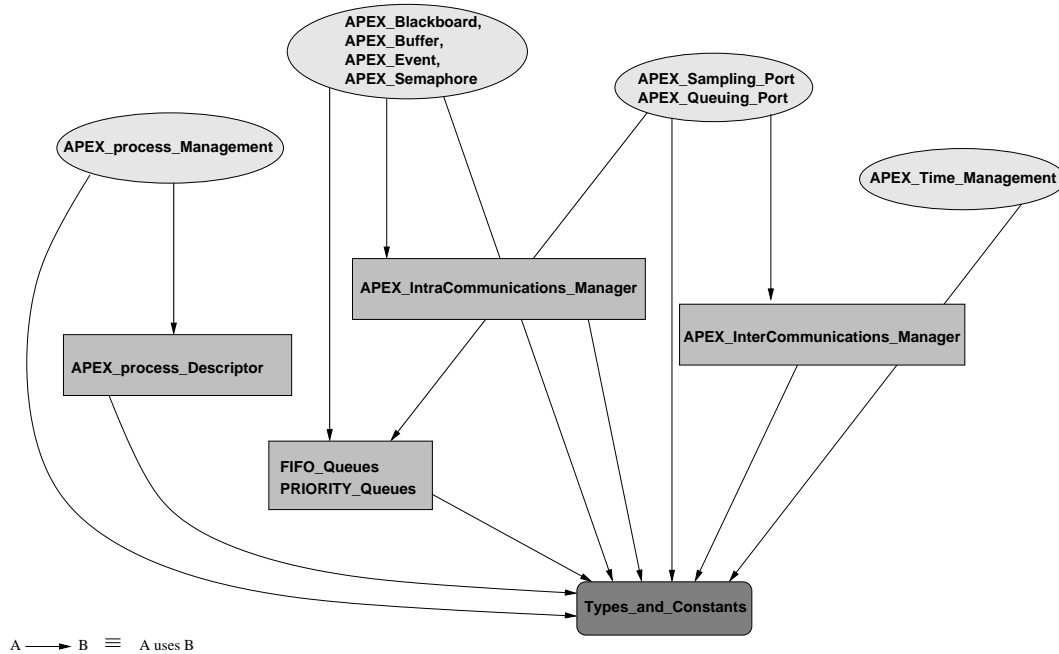 APEX_Blackboard,
APEX_Buffer,
APEX_Event,
APEX_Semaphore
APEX_Sampling_Port
APEX_Queuing_Port
APEX_process_Management
APEX_Time_Management
APEX_IntraCommunications_Manager
APEX_InterCommunications_Manager
APEX_process_Descriptor
FIFO_Queues
PRIORITY_Queues
Types_and_Constants
A B ≡ A uses B